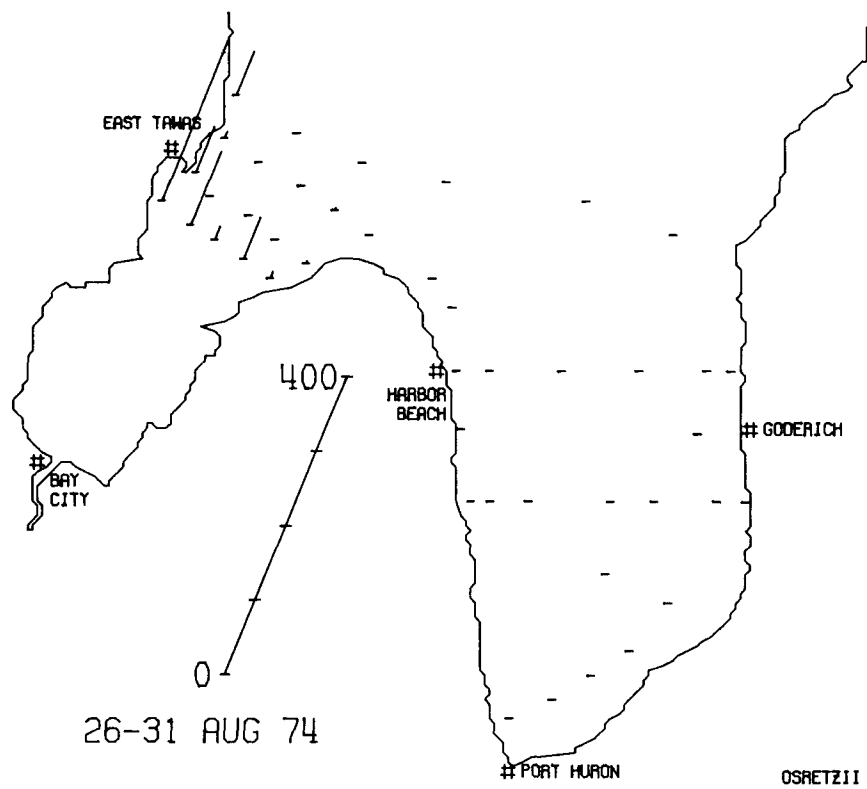 EAST TAWAS
#
400
#
HARBOR
BEACH
# GODERICH
#
BAY
CITY
0
26-31 AUG 74
# PORT HURON
OSRETZII